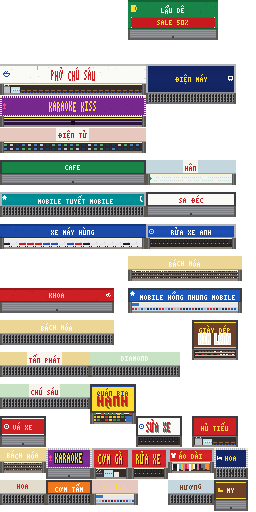 LẨU DÊ
SALE 50%
PHỞ CHÚ SÁU
ĐIỆN MÁY
KARAOKE KISS
ĐIỆN TỬ
CAFE
HÂN
MOBILE TUYẾT MOBILE
SA ĐÉC
XE MÁY HÙNG
RỬA XE ANH
BÁCH HÓA
KHOA
MOBILE HỒNG NHUNG MOBILE
BÁCH HÓA
GIÀY DÉP
TẤN PHÁT
DIAMOND
CHÚ SÁU
QUÁN BIA
HẠNH
VÁ XE
SỬA XE
HỦ TIẾU
BÁCH HÓA
KARAOKE
CƠM GÀ
RỬA XE
ÁO DÀI
HOA
HOA
CƠM TẤM
HƯƠNG
MY